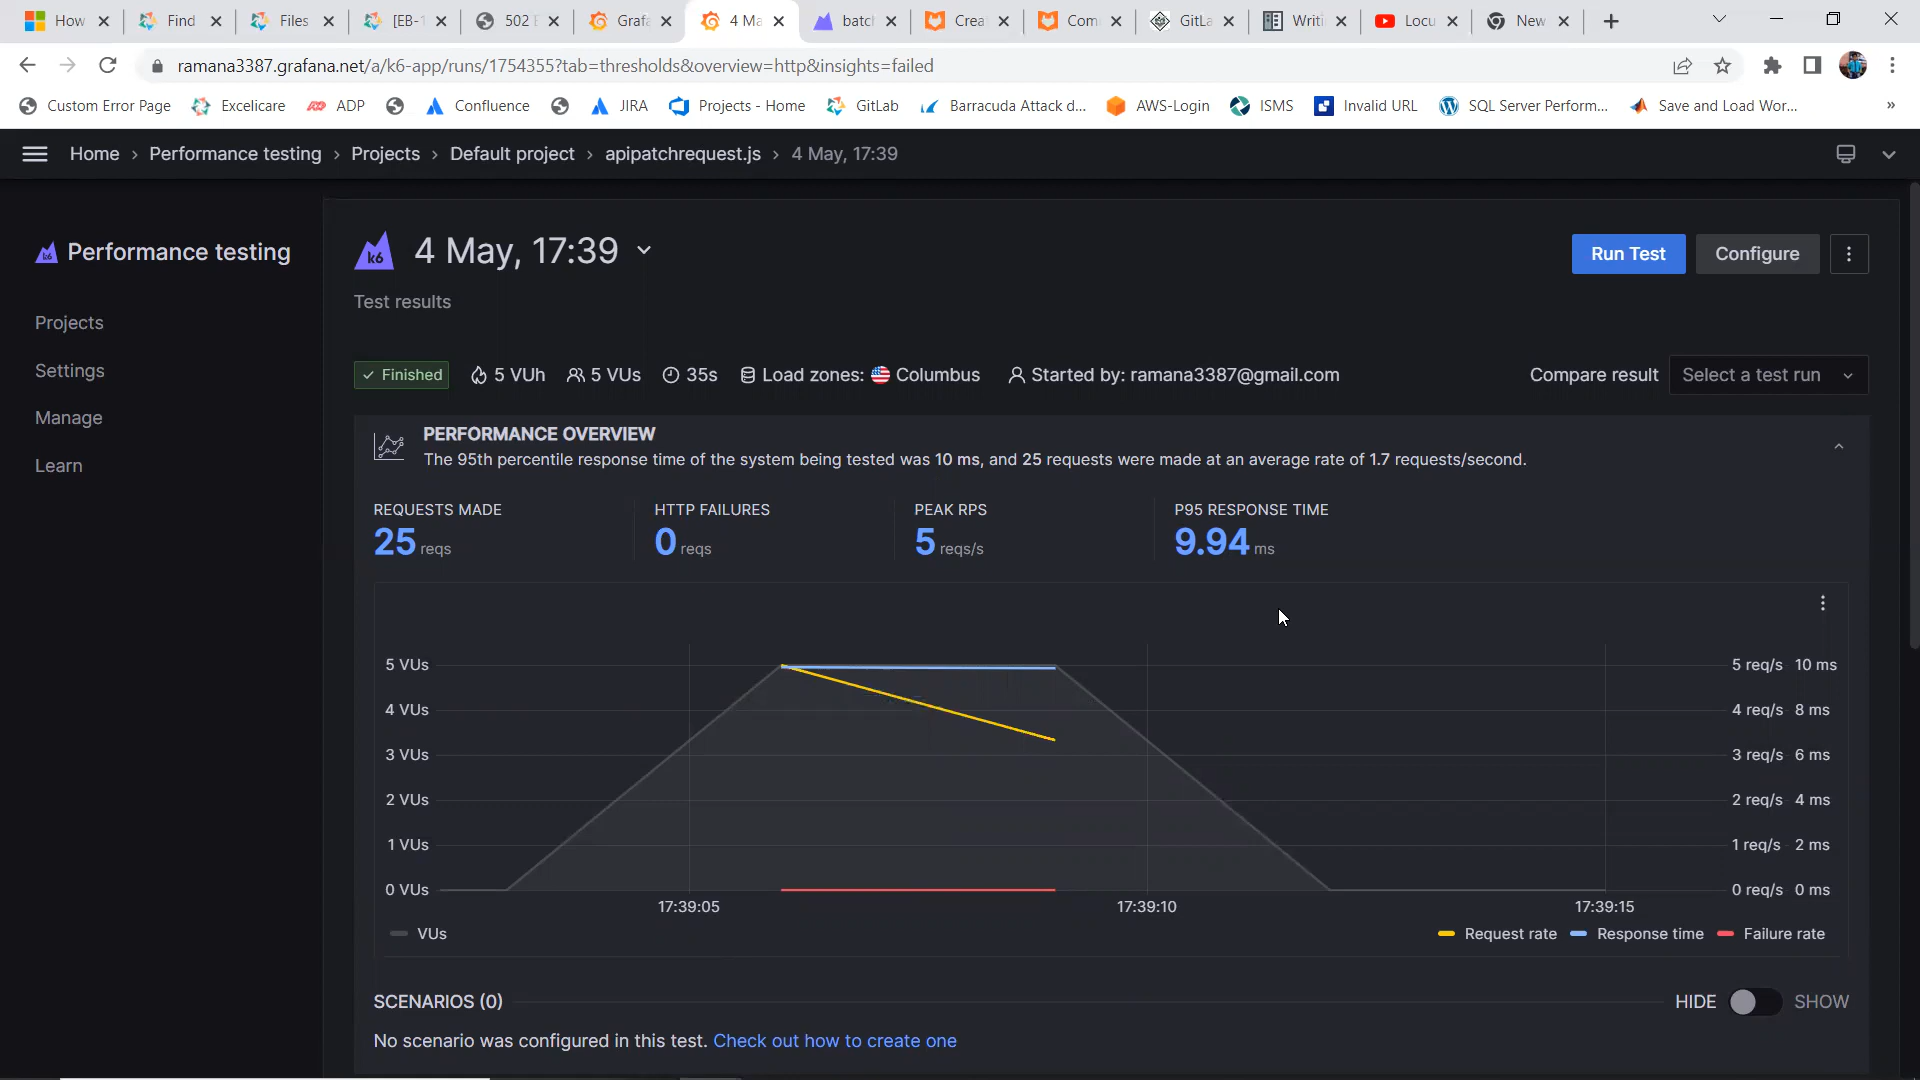 How
Find
Files
[EB-1
502 E
Grafa
4 Ma
batc
Crea
Com
GitLa
Writi
Locu
New
ramana3387.grafana.net/a/k6-app/runs/1754355?tab=thresholds&overview=http&insights=failed
Custom Error Page Excelicare ADP Confluence JIRA Projects - Home GitLab Barracuda Attack d... AWS-Login ISMS Invalid URL SQL Server Perform... Save and Load Wor... »
Home › Performance testing › Projects › Default project › apipatchrequest.js › 4 May, 17:39
Performance testing
Projects
Settings
Manage
Learn
k6 4 May, 17:39
Run Test Configure
Test results
Finished 5 VUh 5 VUs 35s Load zones: Columbus Started by: ramana3387@gmail.com Compare result Select a test run
PERFORMANCE OVERVIEW
The 95th percentile response time of the system being tested was 10 ms, and 25 requests were made at an average rate of 1.7 requests/second.
REQUESTS MADE HTTP FAILURES PEAK RPS P95 RESPONSE TIME
25 reqs 0 reqs 5 reqs/s 9.94 ms
5 VUs 5 req/s 10 ms
4 VUs 4 req/s 8 ms
3 VUs 3 req/s 6 ms
2 VUs 2 req/s 4 ms
1 VUs 1 req/s 2 ms
0 VUs 0 req/s 0 ms
17:39:05 17:39:10 17:39:15
VUs Request rate Response time Failure rate
SCENARIOS (0) HIDE SHOW
No scenario was configured in this test. Check out how to create one